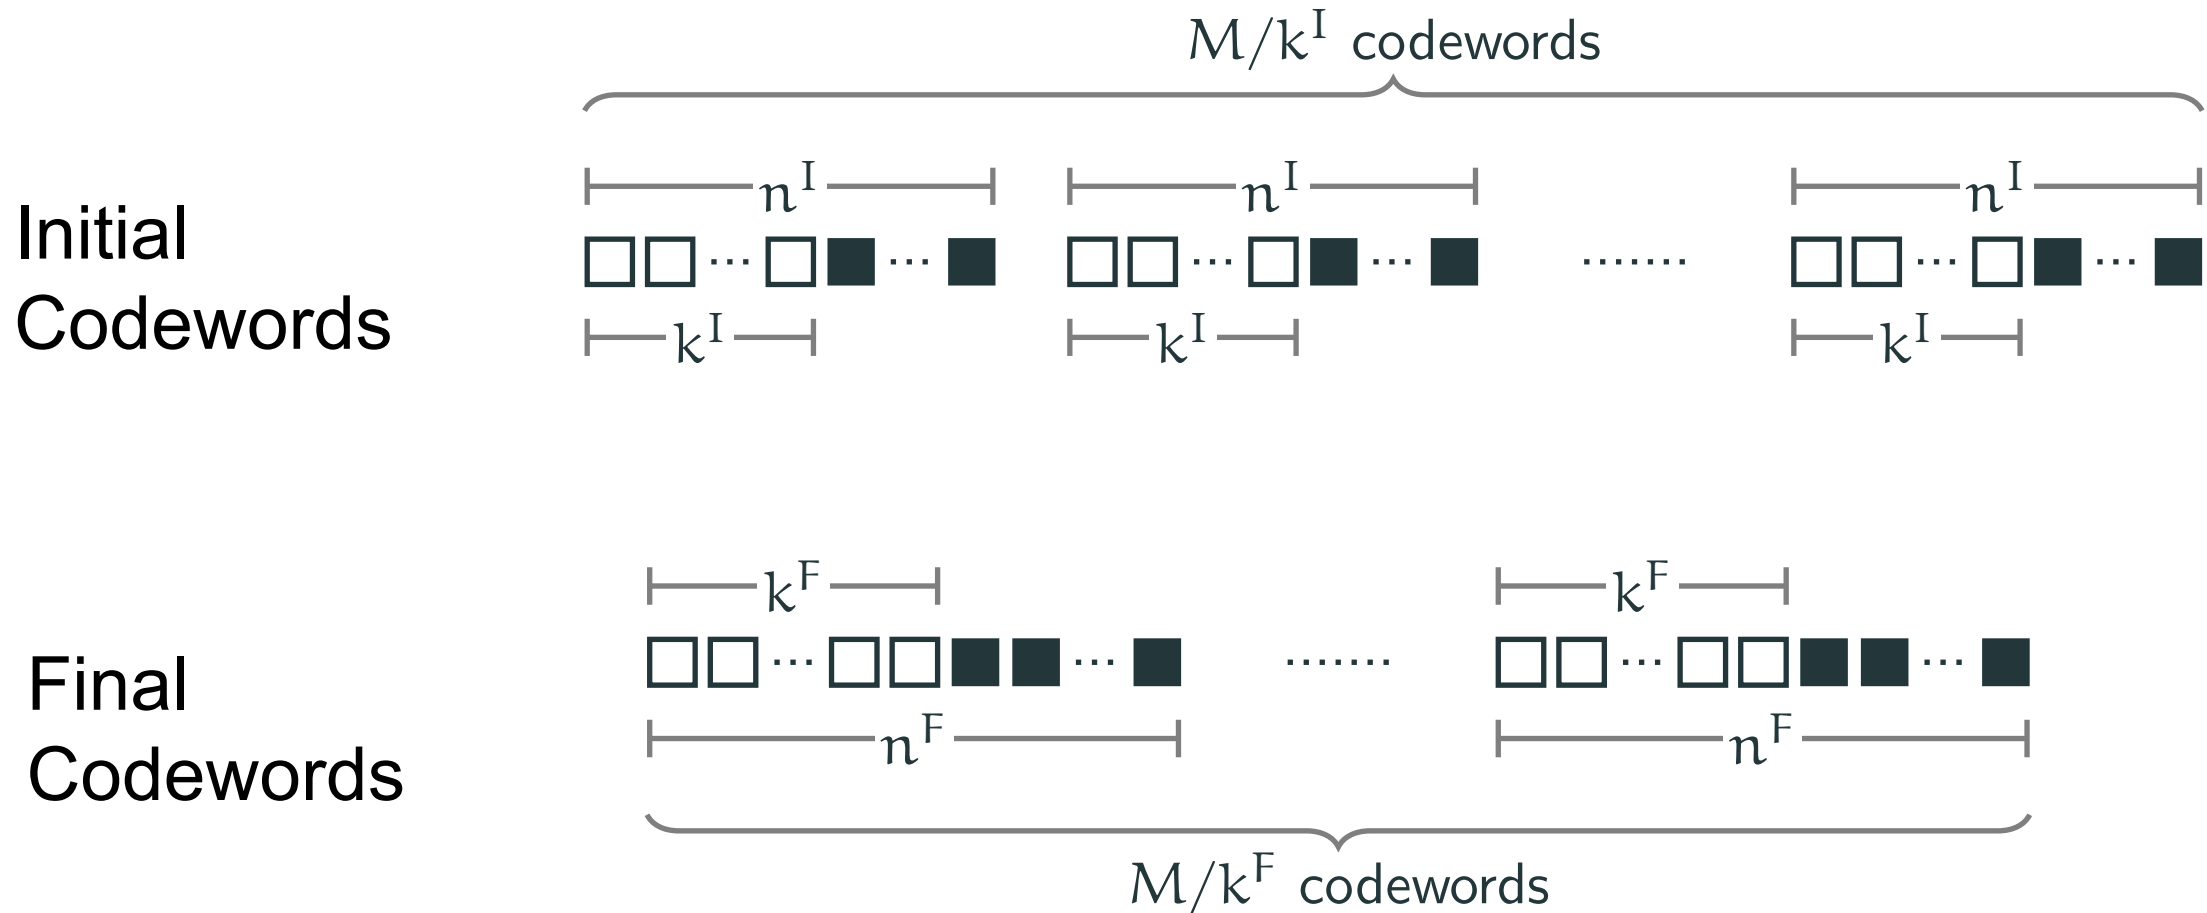 M/k^I codewords
n^I n^I n^I
Initial
Codewords
··· ··· ··· ··· ······· ··· ···
k^I k^I k^I
k^F k^F
Final
Codewords
··· ··· ······· ··· ···
n^F n^F
M/k^F codewords